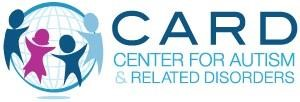 CARD
CENTER FOR AUTISM
& RELATED DISORDERS